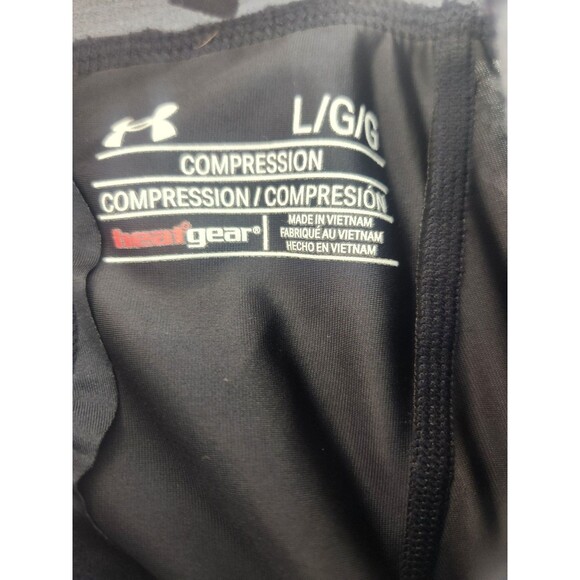 L/G/G
COMPRESSION
COMPRESSION / COMPRESIÓN
heatgear®
MADE IN VIETNAM
FABRIQUÉ AU VIETNAM
HECHO EN VIETNAM